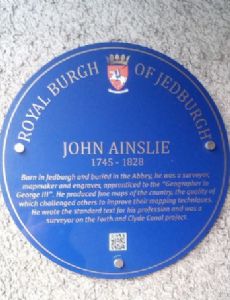 ROYAL BURGH OF JEDBURGH
JOHN AINSLIE
1745 - 1828
Born in Jedburgh and buried in the Abbey, he was a surveyor,
mapmaker and engraver, apprenticed to the "Geographer to
George III". He produced fine maps of the country, the quality of
which challenged others to improve their mapping techniques.
He wrote the standard text for his profession and was a
surveyor on the Forth and Clyde Canal project.